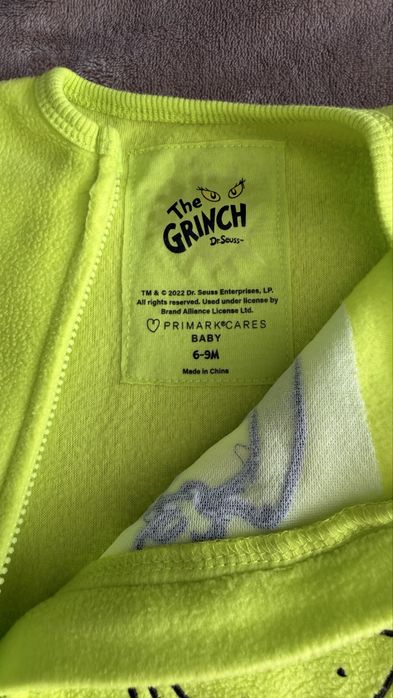 The
GRINCH
Dr. Seuss™
TM & © 2022 Dr. Seuss Enterprises, LP.
All rights reserved. Used under license by
Brand Alliance License Ltd.
PRIMARK®CARES
BABY
6-9M
Made in China